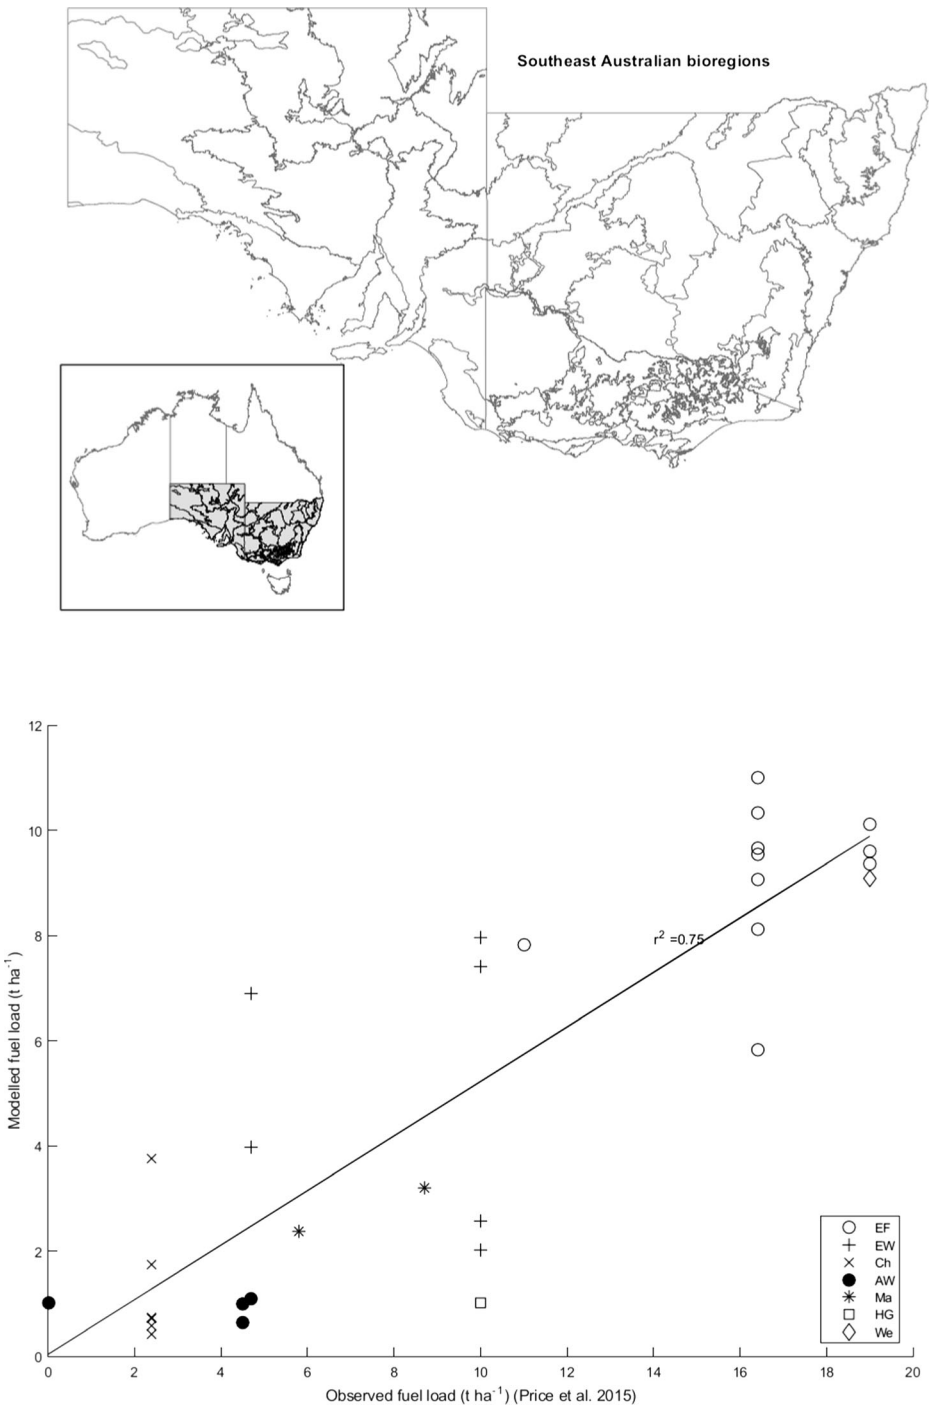 Southeast Australian bioregions
12
10
8
6
4
2
0
Modelled fuel load (t ha-1)
r2 =0.75
EF
EW
Ch
AW
Ma
HG
We
0 2 4 6 8 10 12 14 16 18 20
Observed fuel load (t ha-1) (Price et al. 2015)